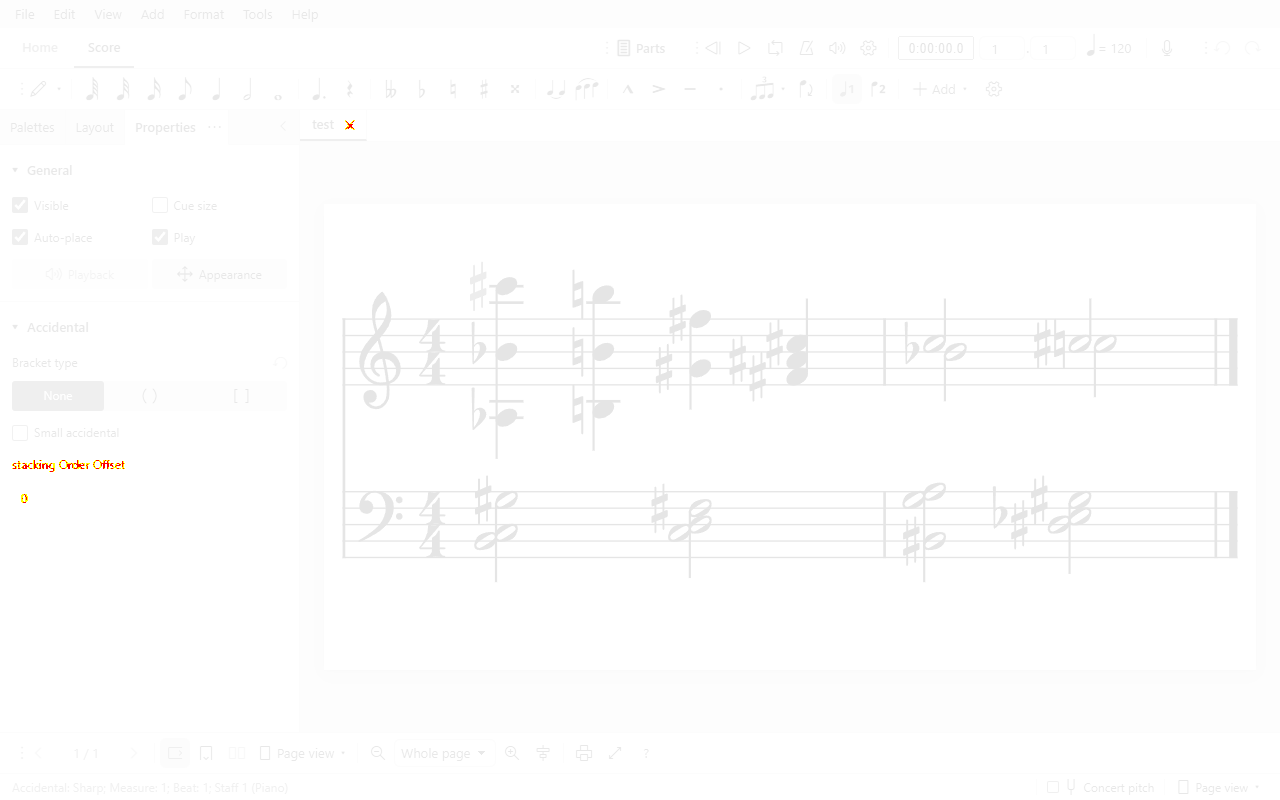 File Edit View Add Format Tools Help
Home Score Parts 0:00:00.0 1 . 1 = 120
Add
Palettes Layout Properties test
General
Visible Cue size
Auto-place Play
Playback Appearance
Accidental
Bracket type
None ( ) [ ]
Small accidental
stacking Order Offset
0
1 / 1 Page view Whole page ?
Accidental: Sharp; Measure: 1; Beat: 1; Staff 1 (Piano) Concert pitch Page view